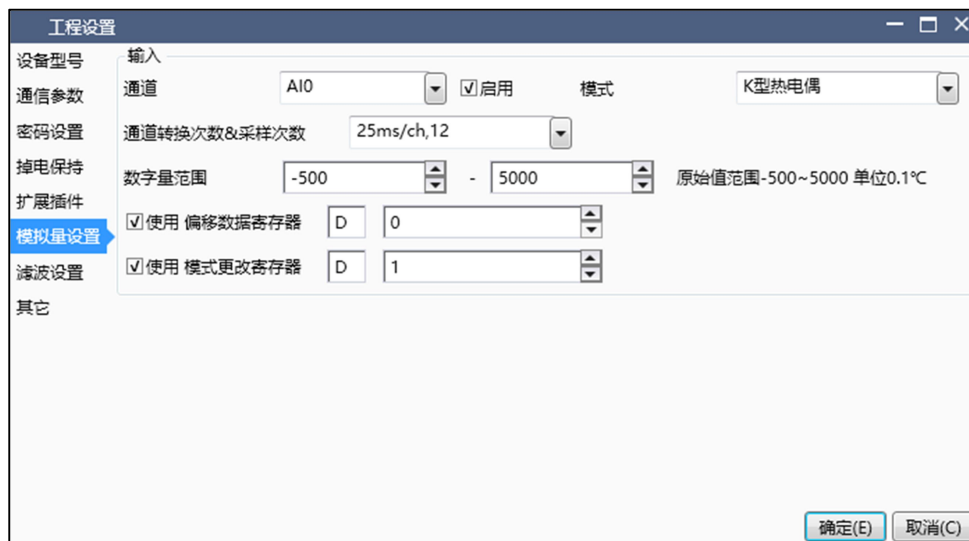 工程设置
设备型号
通信参数
密码设置
掉电保持
扩展插件
模拟量设置
滤波设置
其它
输入
通道 AI0 启用 模式 K型热电偶
通道转换次数&采样次数 25ms/ch,12
数字量范围 -500 - 5000 原始值范围-500~5000 单位0.1℃
使用 偏移数据寄存器 D 0
使用 模式更改寄存器 D 1
确定(E) 取消(C)